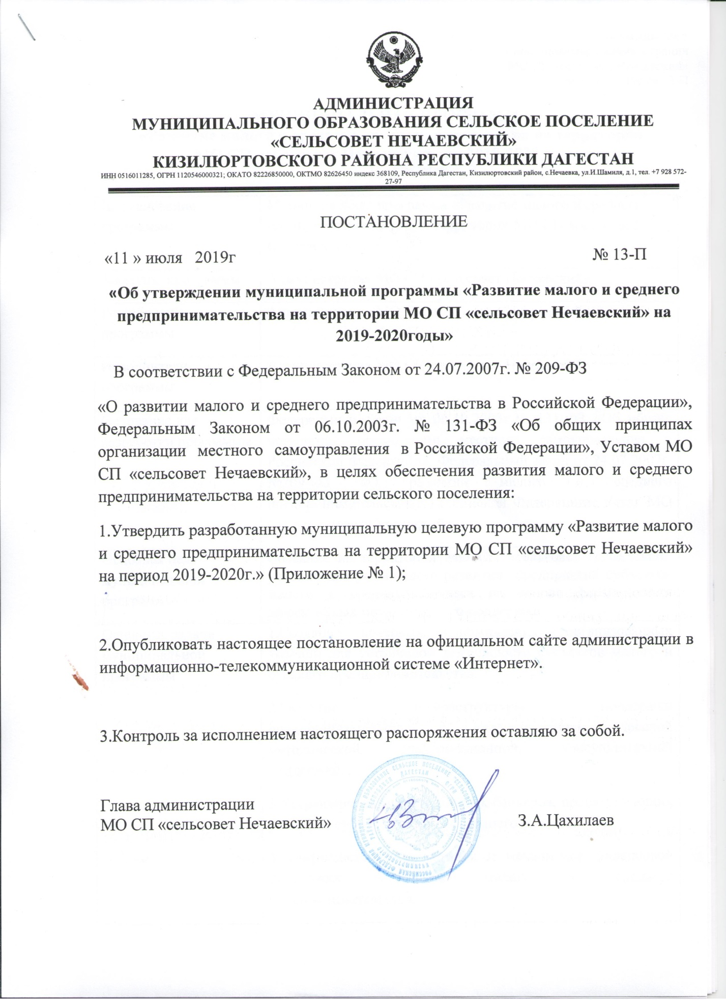 АДМИНИСТРАЦИЯ
МУНИЦИПАЛЬНОГО ОБРАЗОВАНИЯ СЕЛЬСКОЕ ПОСЕЛЕНИЕ
«СЕЛЬСОВЕТ НЕЧАЕВСКИЙ»
КИЗИЛЮРТОВСКОГО РАЙОНА РЕСПУБЛИКИ ДАГЕСТАН
ИНН 0516011285, ОГРН 1120546000321; ОКАТО 82226850000, ОКТМО 82626450 индекс 368109, Республика Дагестан, Кизилюртовский район, с.Нечаевка, ул.И.Шамиля, д.1, тел. +7 928 572-
27-97
ПОСТАНОВЛЕНИЕ
«11 » июля 2019г № 13-П
«Об утверждении муниципальной программы «Развитие малого и среднего
предпринимательства на территории МО СП «сельсовет Нечаевский» на
2019-2020годы»
В соответствии с Федеральным Законом от 24.07.2007г. № 209-ФЗ
«О развитии малого и среднего предпринимательства в Российской Федерации»,
Федеральным Законом от 06.10.2003г. № 131-ФЗ «Об общих принципах
организации местного самоуправления в Российской Федерации», Уставом МО
СП «сельсовет Нечаевский», в целях обеспечения развития малого и среднего
предпринимательства на территории сельского поселения:
1.Утвердить разработанную муниципальную целевую программу «Развитие малого
и среднего предпринимательства на территории МО СП «сельсовет Нечаевский»
на период 2019-2020г.» (Приложение № 1);
2.Опубликовать настоящее постановление на официальном сайте администрации в
информационно-телекоммуникационной системе «Интернет».
3.Контроль за исполнением настоящего распоряжения оставляю за собой.
Глава администрации
МО СП «сельсовет Нечаевский» З.А.Цахилаев